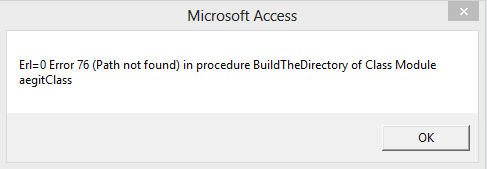 Microsoft Access
Erl=0 Error 76 (Path not found) in procedure BuildTheDirectory of Class Module
aegitClass
OK